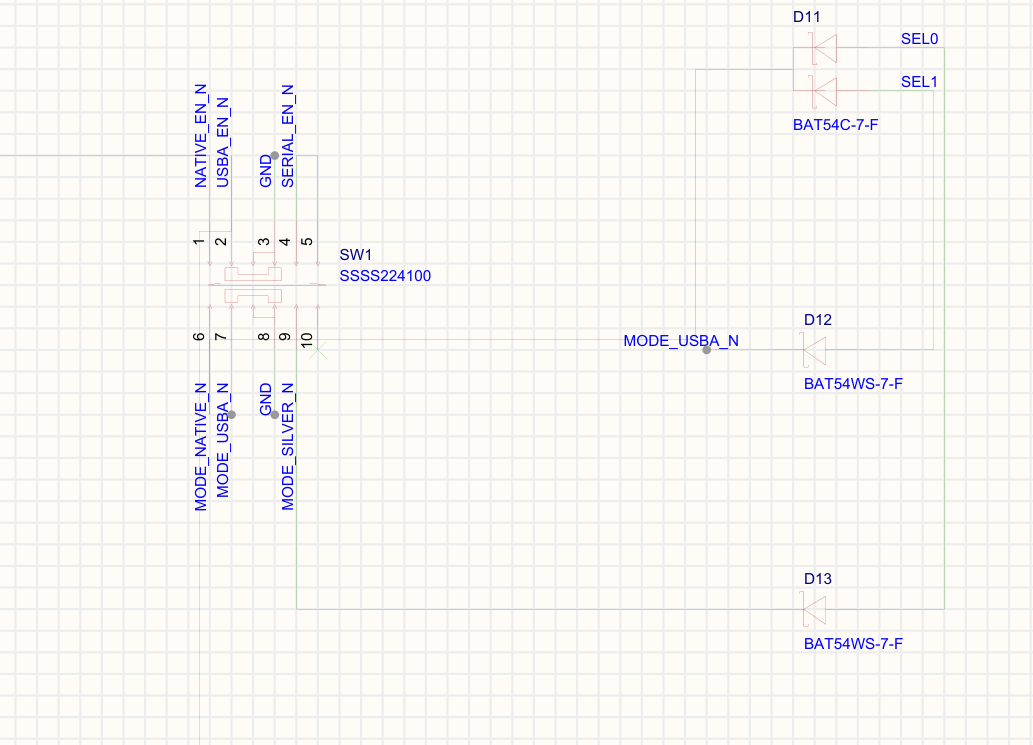 D11
SEL0
SEL1
BAT54C-7-F
NATIVE_EN_N
USBA_EN_N
GND
SERIAL_EN_N
1
2
3
4
5
SW1
SSSS224100
6
7
8
9
10
MODE_NATIVE_N
MODE_USBA_N
GND
MODE_SILVER_N
MODE_USBA_N
D12
BAT54WS-7-F
D13
BAT54WS-7-F